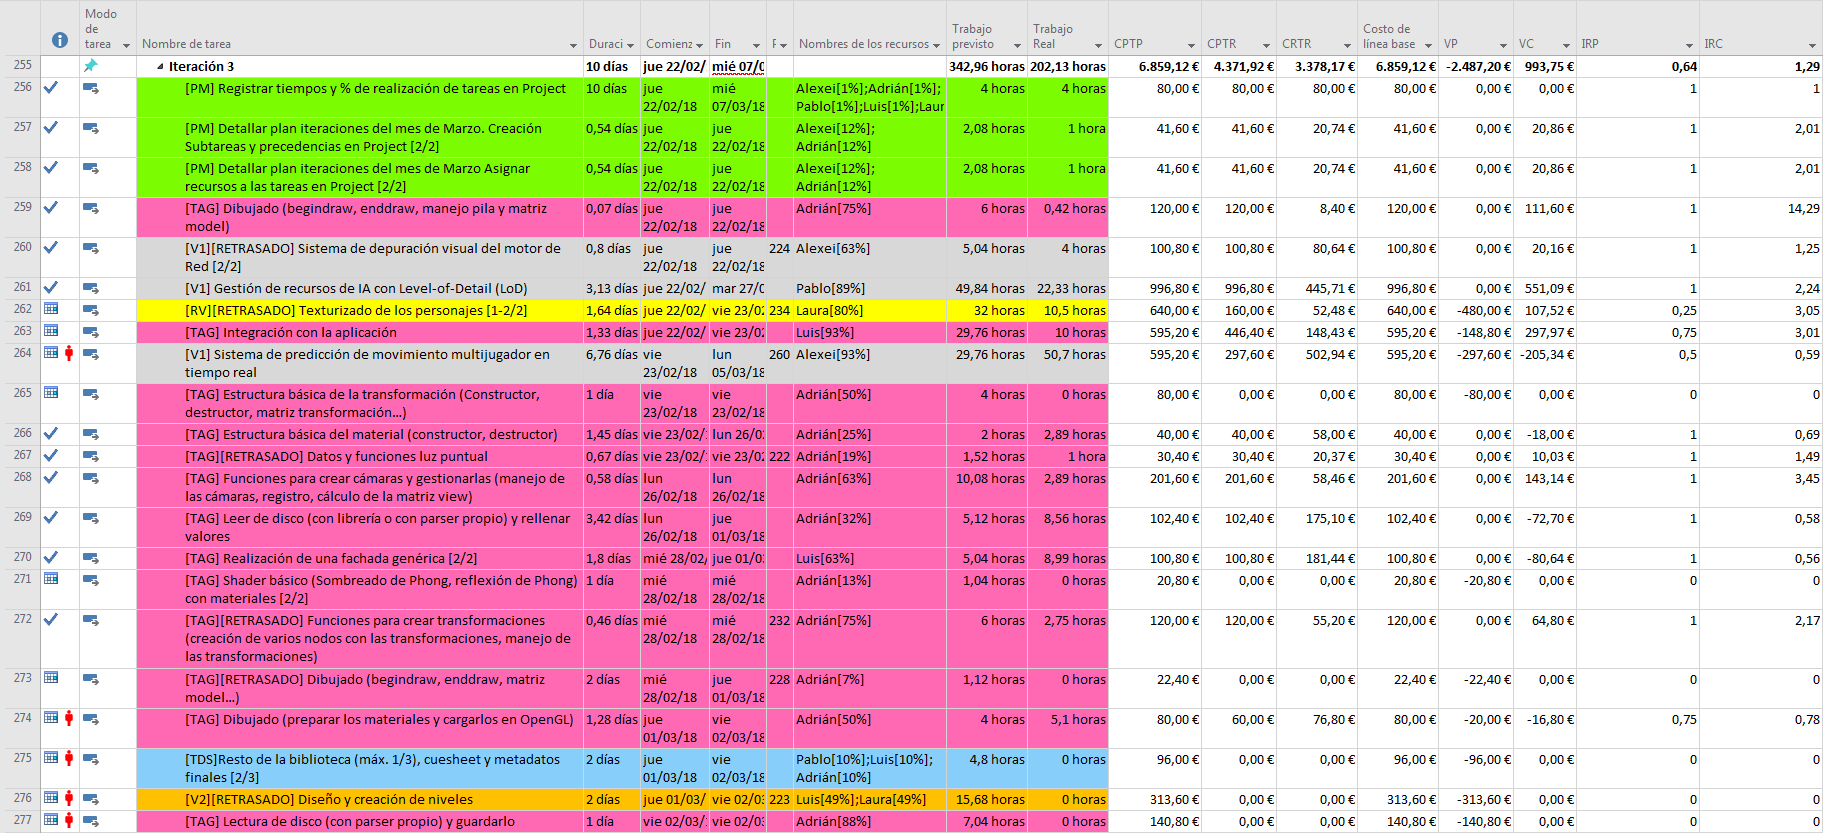 Modo de tarea Nombre de tarea Duraci Comienz Fin F Nombres de los recursos Trabajo previsto Trabajo Real CPTP CPTR CRTR Costo de línea base VP VC IRP IRC
255 Iteración 3 10 días jue 22/02/ mié 07/0 342,96 horas 202,13 horas 6.859,12 € 4.371,92 € 3.378,17 € 6.859,12 € -2.487,20 € 993,75 € 0,64 1,29
256 [PM] Registrar tiempos y % de realización de tareas en Project 10 días jue 22/02/18 mié 07/03/18 Alexei[1%];Adrián[1%]; Pablo[1%];Luis[1%];Laur 4 horas 4 horas 80,00 € 80,00 € 80,00 € 80,00 € 0,00 € 0,00 € 1 1
257 [PM] Detallar plan iteraciones del mes de Marzo. Creación Subtareas y precedencias en Project [2/2] 0,54 días jue 22/02/18 jue 22/02/18 Alexei[12%]; Adrián[12%] 2,08 horas 1 hora 41,60 € 41,60 € 20,74 € 41,60 € 0,00 € 20,86 € 1 2,01
258 [PM] Detallar plan iteraciones del mes de Marzo Asignar recursos a las tareas en Project [2/2] 0,54 días jue 22/02/18 jue 22/02/18 Alexei[12%]; Adrián[12%] 2,08 horas 1 hora 41,60 € 41,60 € 20,74 € 41,60 € 0,00 € 20,86 € 1 2,01
259 [TAG] Dibujado (begindraw, enddraw, manejo pila y matriz model) 0,07 días jue 22/02/18 jue 22/02/18 Adrián[75%] 6 horas 0,42 horas 120,00 € 120,00 € 8,40 € 120,00 € 0,00 € 111,60 € 1 14,29
260 [V1][RETRASADO] Sistema de depuración visual del motor de Red [2/2] 0,8 días jue 22/02/18 jue 22/02/18 224 Alexei[63%] 5,04 horas 4 horas 100,80 € 100,80 € 80,64 € 100,80 € 0,00 € 20,16 € 1 1,25
261 [V1] Gestión de recursos de IA con Level-of-Detail (LoD) 3,13 días jue 22/02/ mar 27/0 Pablo[89%] 49,84 horas 22,33 horas 996,80 € 996,80 € 445,71 € 996,80 € 0,00 € 551,09 € 1 2,24
262 [RV][RETRASADO] Texturizado de los personajes [1-2/2] 1,64 días jue 22/02/ vie 23/02 234 Laura[80%] 32 horas 10,5 horas 640,00 € 160,00 € 52,48 € 640,00 € -480,00 € 107,52 € 0,25 3,05
263 [TAG] Integración con la aplicación 1,33 días jue 22/02/ vie 23/02 Luis[93%] 29,76 horas 10 horas 595,20 € 446,40 € 148,43 € 595,20 € -148,80 € 297,97 € 0,75 3,01
264 [V1] Sistema de predicción de movimiento multijugador en tiempo real 6,76 días vie 23/02/18 lun 05/03/18 260 Alexei[93%] 29,76 horas 50,7 horas 595,20 € 297,60 € 502,94 € 595,20 € -297,60 € -205,34 € 0,5 0,59
265 [TAG] Estructura básica de la transformación (Constructor, destructor, matriz transformación...) 1 día vie 23/02/18 vie 23/02/18 Adrián[50%] 4 horas 0 horas 80,00 € 0,00 € 0,00 € 80,00 € -80,00 € 0,00 € 0 0
266 [TAG] Estructura básica del material (constructor, destructor) 1,45 días vie 23/02/ lun 26/0 Adrián[25%] 2 horas 2,89 horas 40,00 € 40,00 € 58,00 € 40,00 € 0,00 € -18,00 € 1 0,69
267 [TAG][RETRASADO] Datos y funciones luz puntual 0,67 días vie 23/02/ vie 23/02 222 Adrián[19%] 1,52 horas 1 hora 30,40 € 30,40 € 20,37 € 30,40 € 0,00 € 10,03 € 1 1,49
268 [TAG] Funciones para crear cámaras y gestionarlas (manejo de las cámaras, registro, cálculo de la matriz view) 0,58 días lun 26/02/18 lun 26/02/18 Adrián[63%] 10,08 horas 2,89 horas 201,60 € 201,60 € 58,46 € 201,60 € 0,00 € 143,14 € 1 3,45
269 [TAG] Leer de disco (con librería o con parser propio) y rellenar valores 3,42 días lun 26/02/18 jue 01/03/18 Adrián[32%] 5,12 horas 8,56 horas 102,40 € 102,40 € 175,10 € 102,40 € 0,00 € -72,70 € 1 0,58
270 [TAG] Realización de una fachada genérica [2/2] 1,8 días mié 28/02/ jue 01/03 Luis[63%] 5,04 horas 8,99 horas 100,80 € 100,80 € 181,44 € 100,80 € 0,00 € -80,64 € 1 0,56
271 [TAG] Shader básico (Sombreado de Phong, reflexión de Phong) con materiales [2/2] 1 día mié 28/02/18 mié 28/02/18 Adrián[13%] 1,04 horas 0 horas 20,80 € 0,00 € 0,00 € 20,80 € -20,80 € 0,00 € 0 0
272 [TAG][RETRASADO] Funciones para crear transformaciones (creación de varios nodos con las transformaciones, manejo de las transformaciones) 0,46 días mié 28/02/18 mié 28/02/18 232 Adrián[75%] 6 horas 2,75 horas 120,00 € 120,00 € 55,20 € 120,00 € 0,00 € 64,80 € 1 2,17
273 [TAG][RETRASADO] Dibujado (begindraw, enddraw, matriz model...) 2 días mié 28/02/18 jue 01/03/18 228 Adrián[7%] 1,12 horas 0 horas 22,40 € 0,00 € 0,00 € 22,40 € -22,40 € 0,00 € 0 0
274 [TAG] Dibujado (preparar los materiales y cargarlos en OpenGL) 1,28 días jue 01/03/18 vie 02/03/18 Adrián[50%] 4 horas 5,1 horas 80,00 € 60,00 € 76,80 € 80,00 € -20,00 € -16,80 € 0,75 0,78
275 [TDS]Resto de la biblioteca (máx. 1/3), cuesheet y metadatos finales [2/3] 2 días jue 01/03/18 vie 02/03/18 Pablo[10%];Luis[10%]; Adrián[10%] 4,8 horas 0 horas 96,00 € 0,00 € 0,00 € 96,00 € -96,00 € 0,00 € 0 0
276 [V2][RETRASADO] Diseño y creación de niveles 2 días jue 01/03/ vie 02/03 223 Luis[49%];Laura[49%] 15,68 horas 0 horas 313,60 € 0,00 € 0,00 € 313,60 € -313,60 € 0,00 € 0 0
277 [TAG] Lectura de disco (con parser propio) y guardarlo 1 día vie 02/03/ vie 02/03 Adrián[88%] 7,04 horas 0 horas 140,80 € 0,00 € 0,00 € 140,80 € -140,80 € 0,00 € 0 0